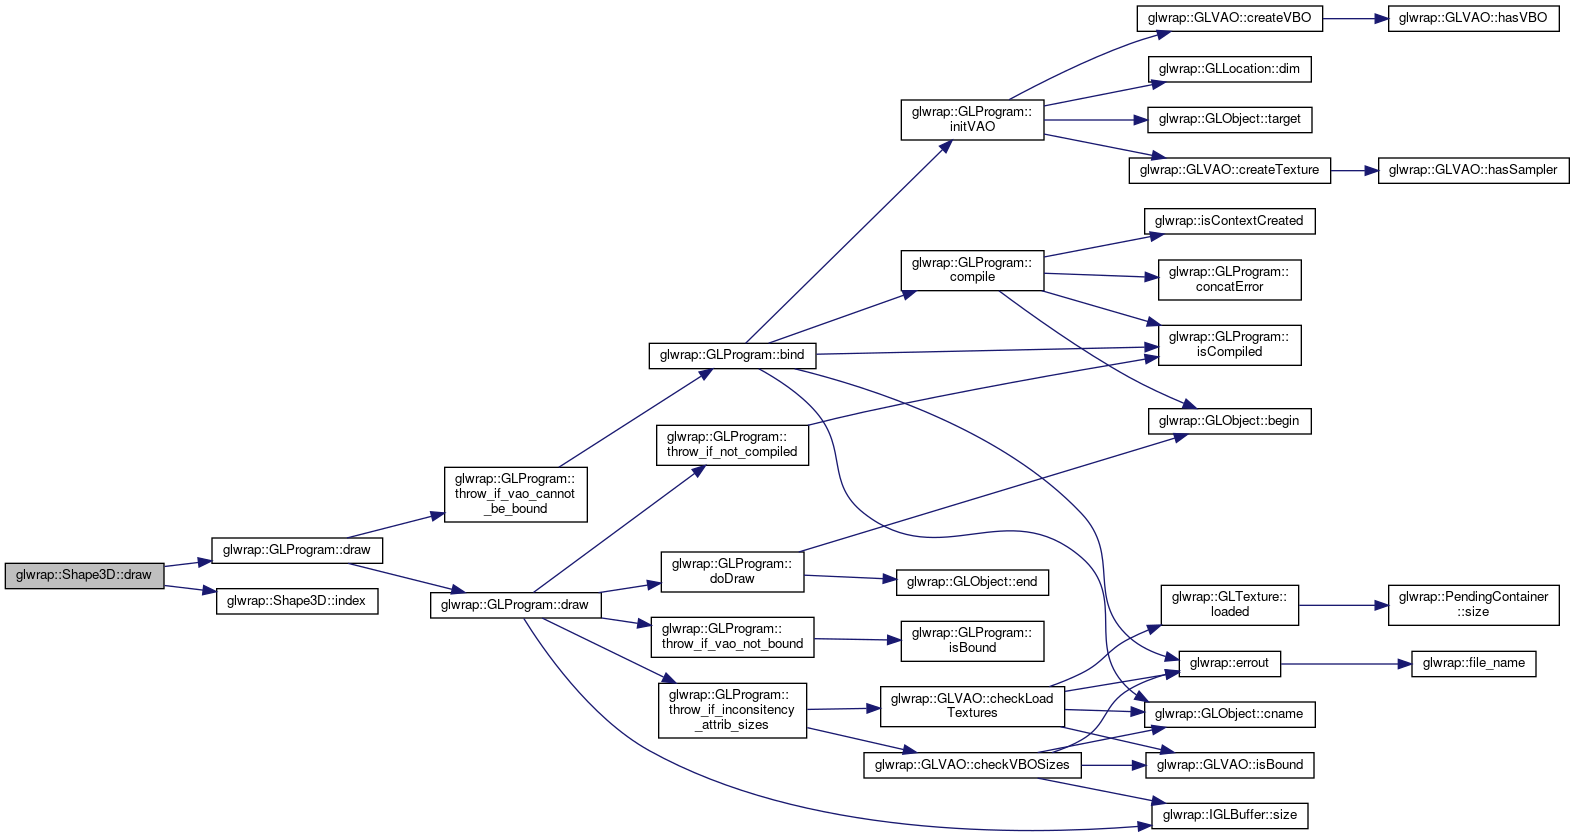 glwrap::GLVAO::createVBO
glwrap::GLVAO::hasVBO
glwrap::GLLocation::dim
glwrap::GLProgram::
initVAO
glwrap::GLObject::target
glwrap::GLVAO::createTexture
glwrap::GLVAO::hasSampler
glwrap::isContextCreated
glwrap::GLProgram::
compile
glwrap::GLProgram::
concatError
glwrap::GLProgram::
isCompiled
glwrap::GLProgram::bind
glwrap::GLObject::begin
glwrap::GLProgram::
throw_if_not_compiled
glwrap::GLProgram::
throw_if_vao_cannot
_be_bound
glwrap::GLProgram::draw
glwrap::Shape3D::draw
glwrap::Shape3D::index
glwrap::GLProgram::draw
glwrap::GLProgram::
doDraw
glwrap::GLObject::end
glwrap::GLTexture::
loaded
glwrap::PendingContainer
::size
glwrap::GLProgram::
throw_if_vao_not_bound
glwrap::GLProgram::
isBound
glwrap::errout
glwrap::file_name
glwrap::GLProgram::
throw_if_inconsitency
_attrib_sizes
glwrap::GLVAO::checkLoad
Textures
glwrap::GLObject::cname
glwrap::GLVAO::checkVBOSizes
glwrap::GLVAO::isBound
glwrap::IGLBuffer::size